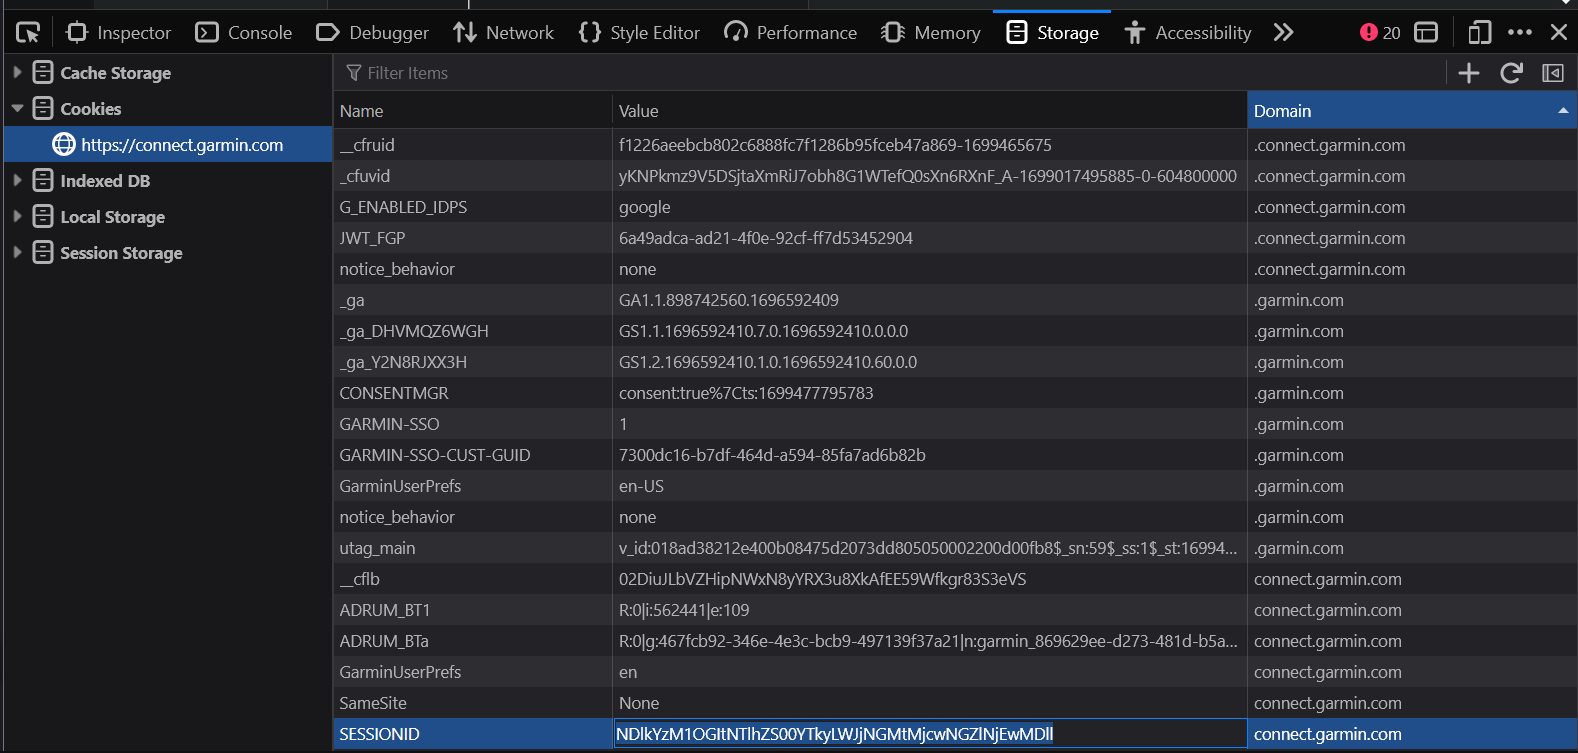 Inspector Console Debugger Network Style Editor Performance Memory Storage Accessibility 20
Cache Storage
Cookies
https://connect.garmin.com
Indexed DB
Local Storage
Session Storage
Filter Items
Name Value Domain
__cfruid f1226aeebcb802c6888fc7f1286b95fceb47a869-1699465675 .connect.garmin.com
_cfuvid yKNPkmz9V5DSjtaXmRiJ7obh8G1WTefQ0sXn6RXnF_A-1699017495885-0-604800000 .connect.garmin.com
G_ENABLED_IDPS google .connect.garmin.com
JWT_FGP 6a49adca-ad21-4f0e-92cf-ff7d53452904 .connect.garmin.com
notice_behavior none .connect.garmin.com
_ga GA1.1.898742560.1696592409 .garmin.com
_ga_DHVMQZ6WGH GS1.1.1696592410.7.0.1696592410.0.0.0 .garmin.com
_ga_Y2N8RJXX3H GS1.2.1696592410.1.0.1696592410.60.0.0 .garmin.com
CONSENTMGR consent:true%7Cts:1699477795783 .garmin.com
GARMIN-SSO 1 .garmin.com
GARMIN-SSO-CUST-GUID 7300dc16-b7df-464d-a594-85fa7ad6b82b .garmin.com
GarminUserPrefs en-US .garmin.com
notice_behavior none .garmin.com
utag_main v_id:018ad38212e400b08475d2073dd805050002200d00fb8$_sn:59$_ss:1$_st:16994... .garmin.com
__cflb 02DiuJLbVZHipNWxN8yYRX3u8XkAfEE59Wfkgr83S3eVS connect.garmin.com
ADRUM_BT1 R:0|i:562441|e:109 connect.garmin.com
ADRUM_BTa R:0|g:467fcb92-346e-4e3c-bcb9-497139f37a21|n:garmin_869629ee-d273-481d-b5a... connect.garmin.com
GarminUserPrefs en connect.garmin.com
SameSite None connect.garmin.com
SESSIONID NDlkYzM1OGItNTlhZS00YTkyLWJjNGMtMjcwNGZlNjEwMDll connect.garmin.com